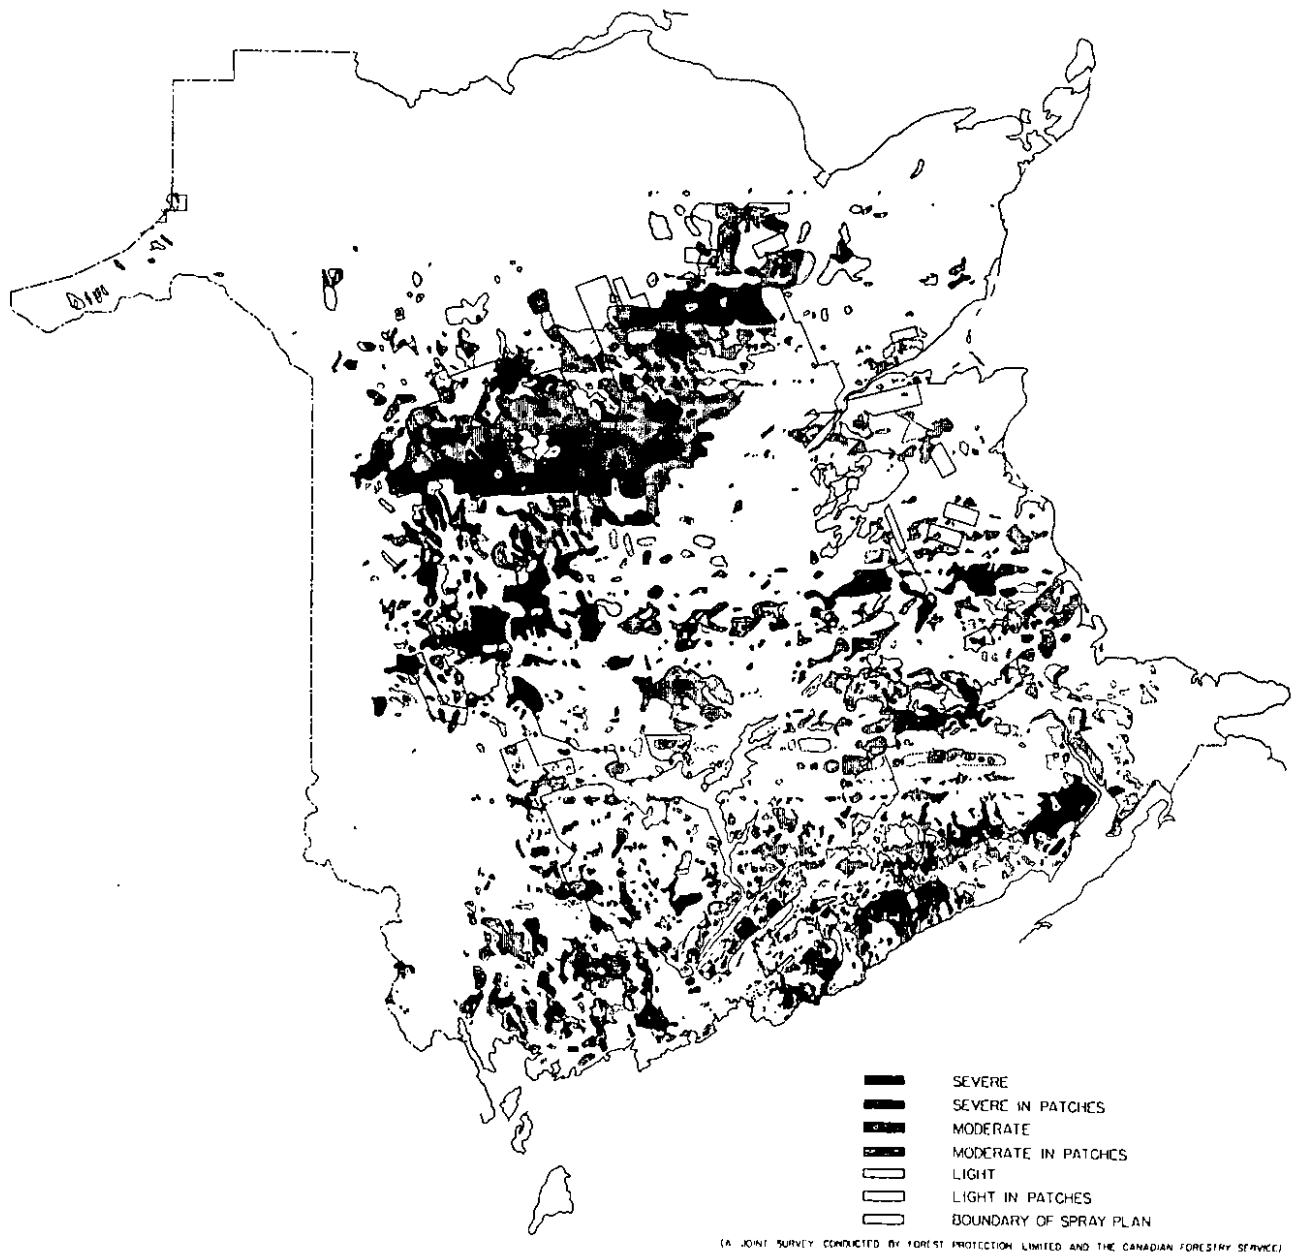 SEVERE
SEVERE IN PATCHES
MODERATE
MODERATE IN PATCHES
LIGHT
LIGHT IN PATCHES
BOUNDARY OF SPRAY PLAN
(A JOINT SURVEY CONDUCTED BY FOREST PROTECTION LIMITED AND THE CANADIAN FORESTRY SERVICE)